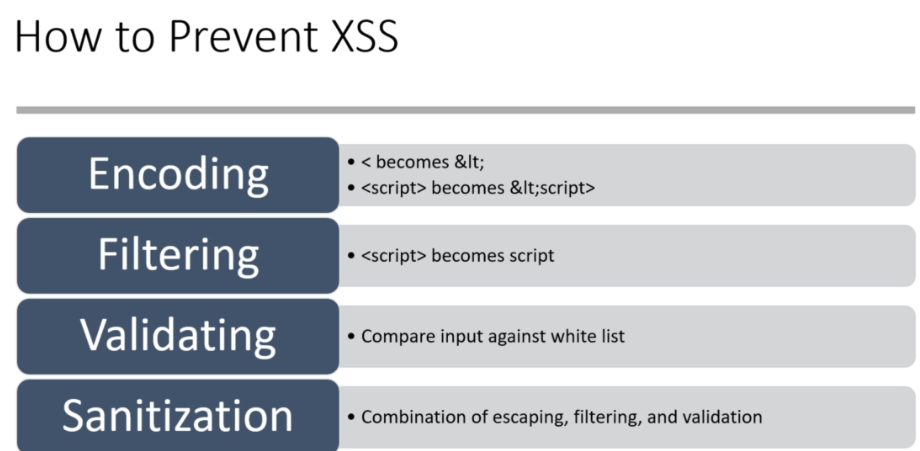 How to Prevent XSS
Encoding
• < becomes &lt;
• <script> becomes &lt;script>
Filtering
• <script> becomes script
Validating
• Compare input against white list
Sanitization
• Combination of escaping, filtering, and validation